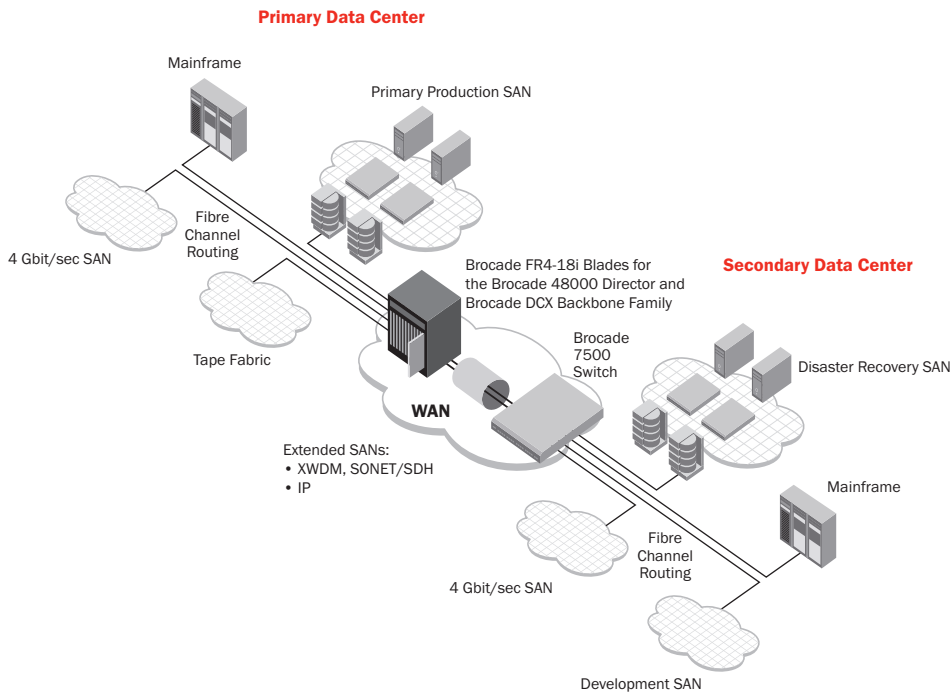 Primary Data Center
Mainframe
Primary Production SAN
4 Gbit/sec SAN
Fibre
Channel
Routing
Tape Fabric
Brocade FR4-18i Blades for
the Brocade 48000 Director and
Brocade DCX Backbone Family
Secondary Data Center
Brocade
7500
Switch
Disaster Recovery SAN
WAN
Extended SANs:
• XWDM, SONET/SDH
• IP
Mainframe
Fibre
Channel
Routing
4 Gbit/sec SAN
Development SAN